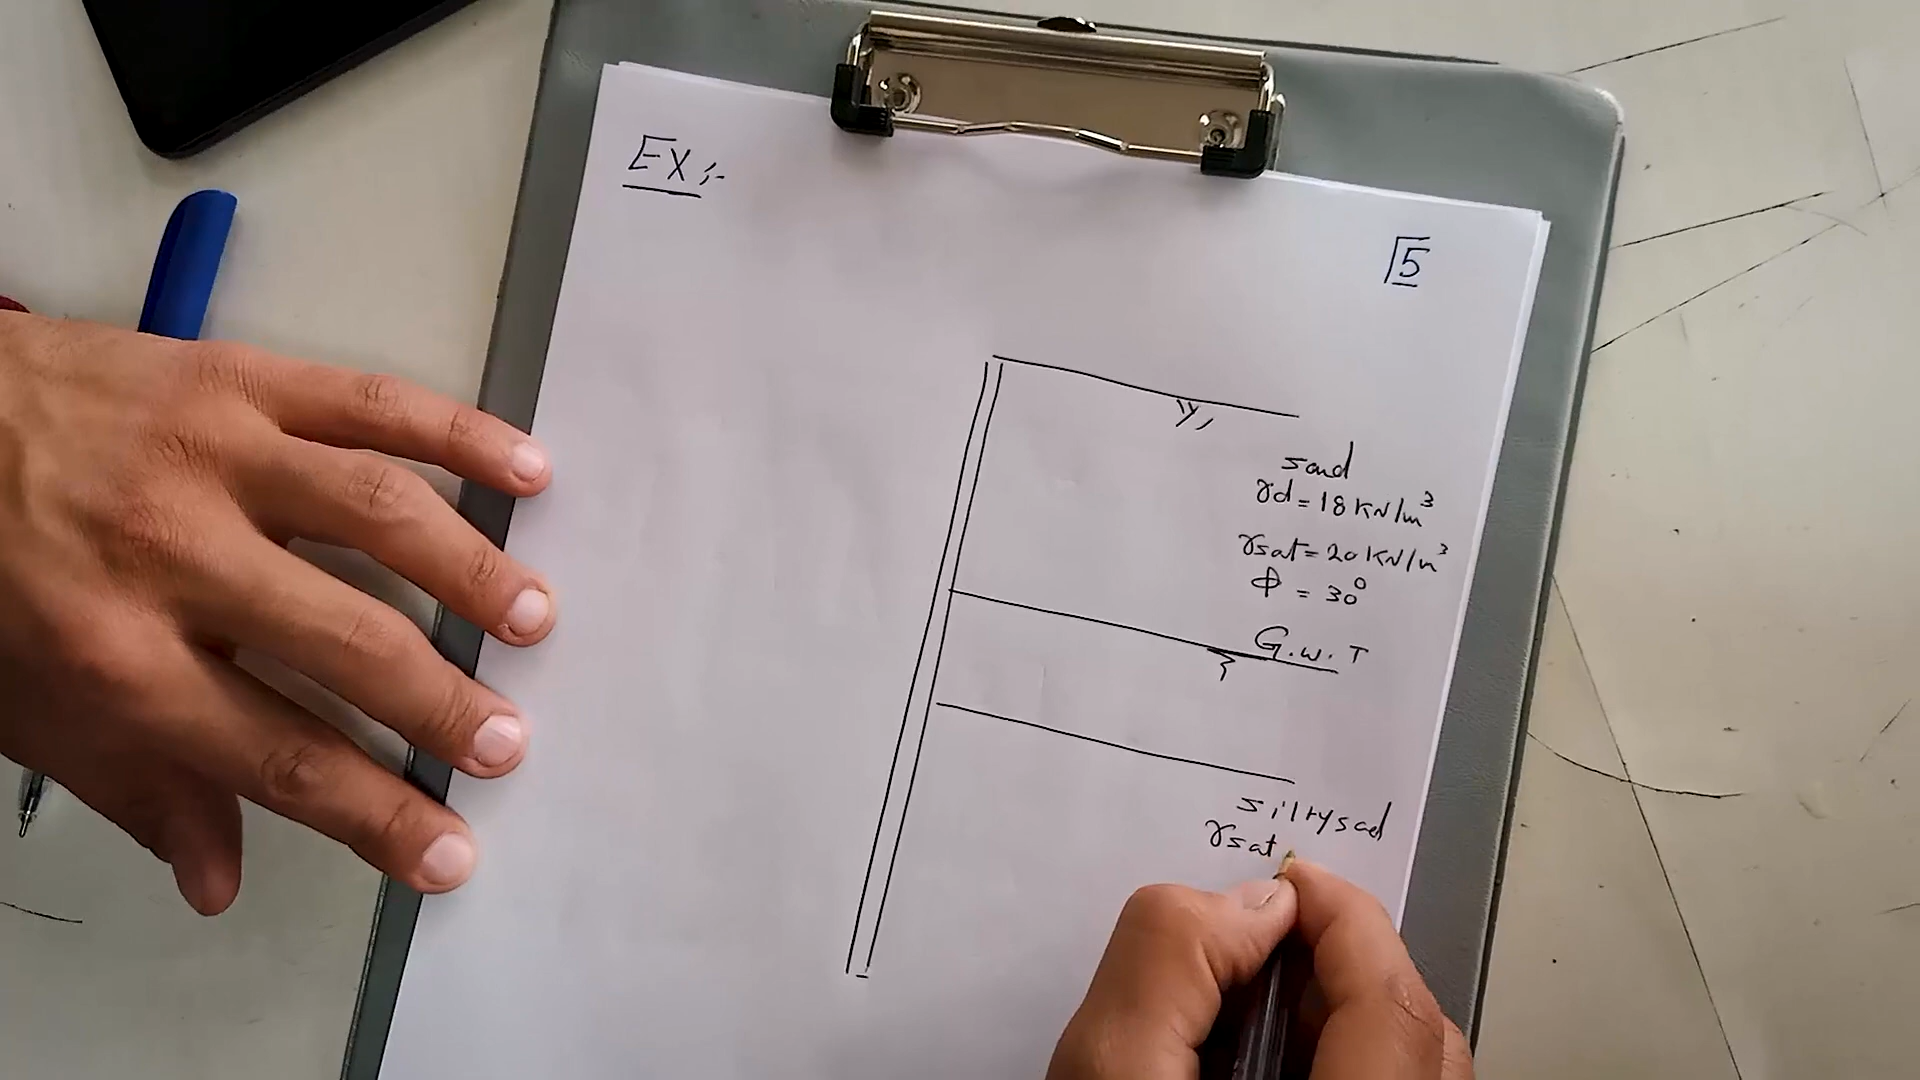 EX:-
5
sand
γd = 18 KN/m³
γsat = 20 KN/m³
Φ = 30°
G.W.T
siltysad
γsat